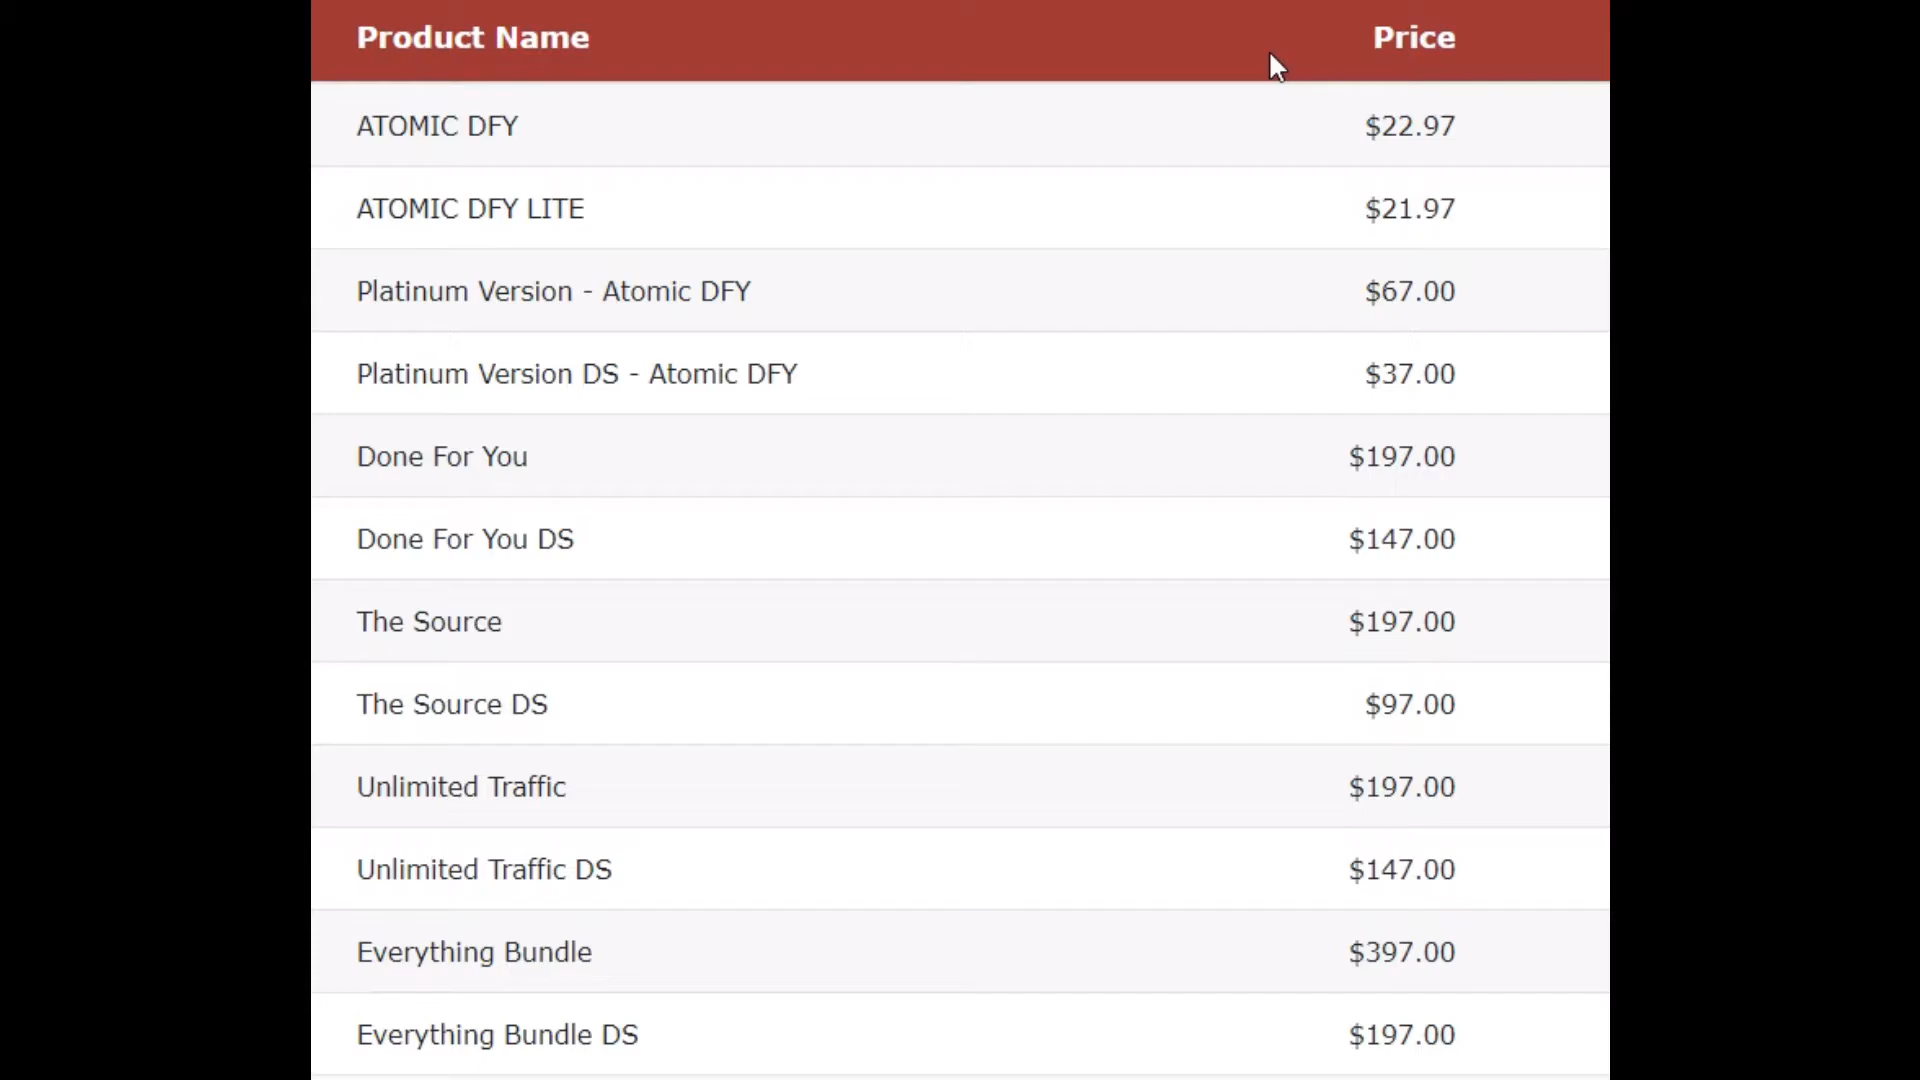 Product Name Price
ATOMIC DFY $22.97
ATOMIC DFY LITE $21.97
Platinum Version - Atomic DFY $67.00
Platinum Version DS - Atomic DFY $37.00
Done For You $197.00
Done For You DS $147.00
The Source $197.00
The Source DS $97.00
Unlimited Traffic $197.00
Unlimited Traffic DS $147.00
Everything Bundle $397.00
Everything Bundle DS $197.00